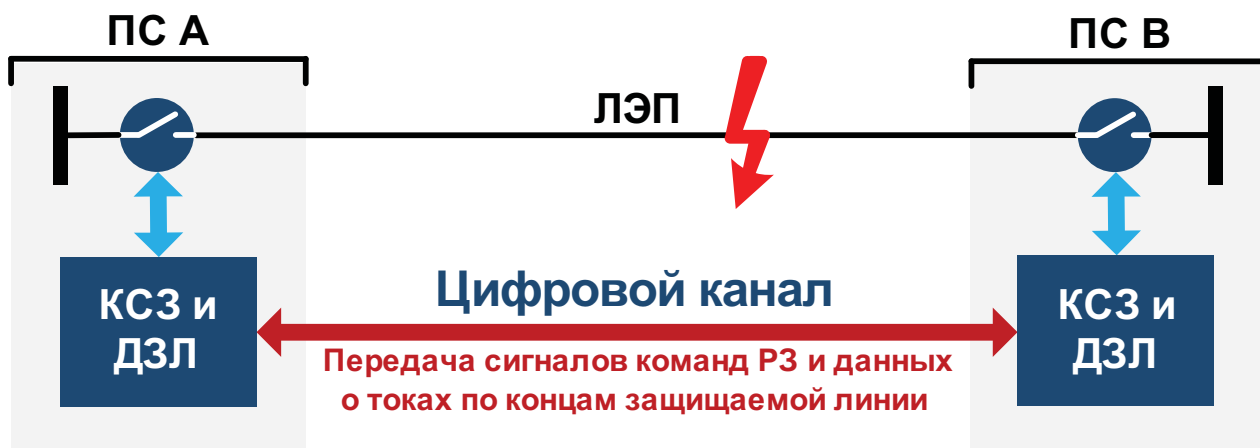 ПС А
ПС В
ЛЭП
КСЗ и
ДЗЛ
Цифровой канал
Передача сигналов команд РЗ и данных
о токах по концам защищаемой линии
КСЗ и
ДЗЛ